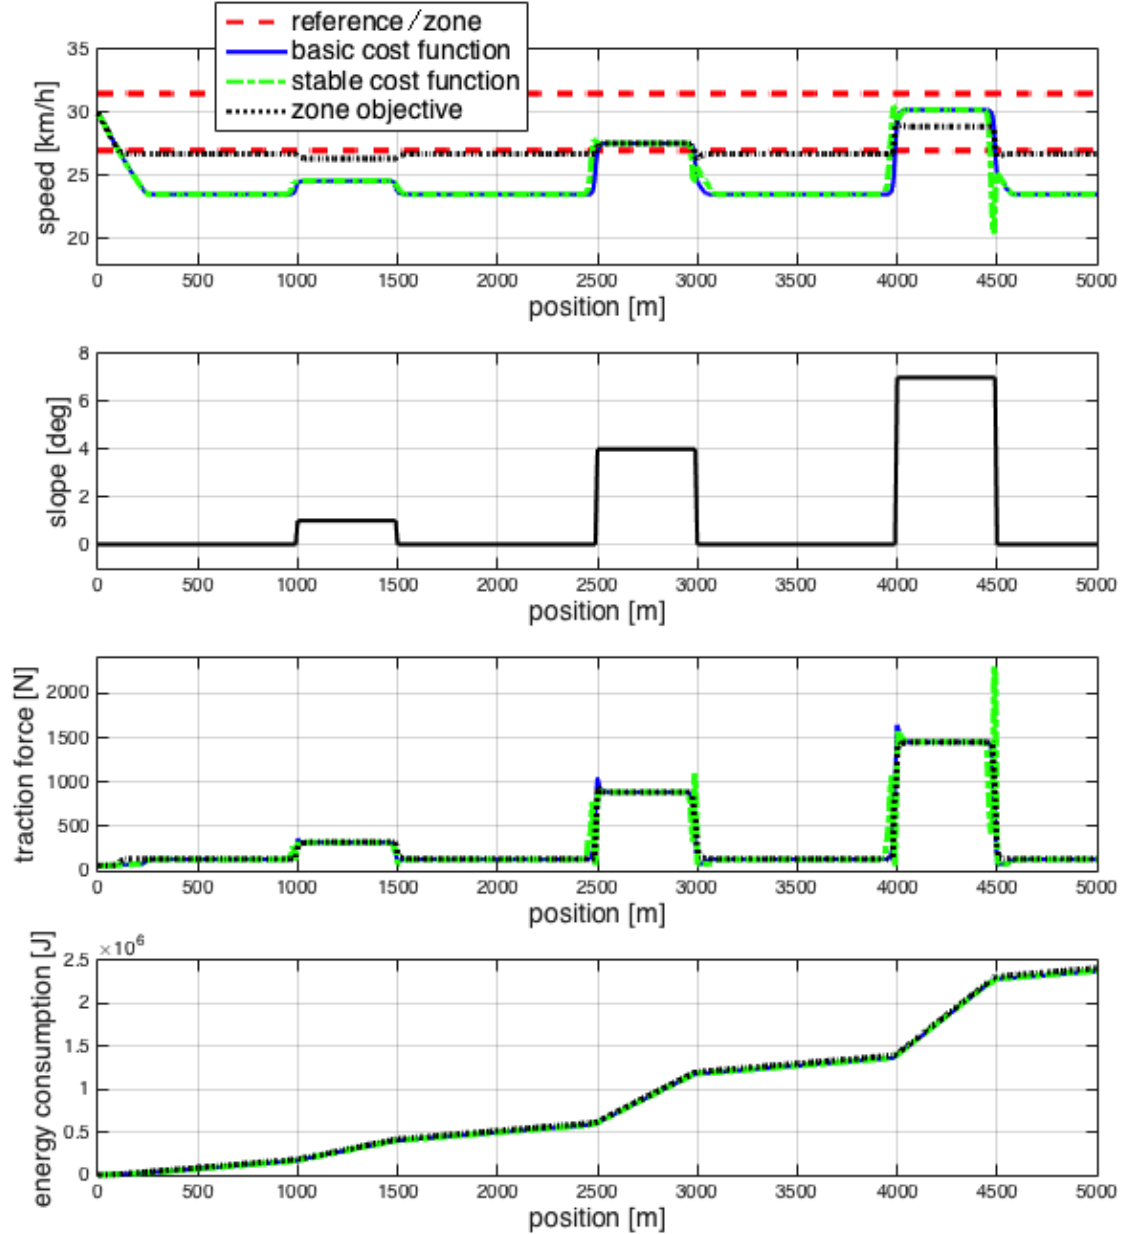 reference/zone
basic cost function
stable cost function
zone objective
speed [km/h]
35
30
25
20
0 500 1000 1500 2000 2500 3000 3500 4000 4500 5000
position [m]
slope [deg]
8
6
4
2
0
0 500 1000 1500 2000 2500 3000 3500 4000 4500 5000
position [m]
traction force [N]
2000
1500
1000
500
0
0 500 1000 1500 2000 2500 3000 3500 4000 4500 5000
position [m]
energy consumption [J]
×10⁶
2.5
2
1.5
1
0.5
0
0 500 1000 1500 2000 2500 3000 3500 4000 4500 5000
position [m]